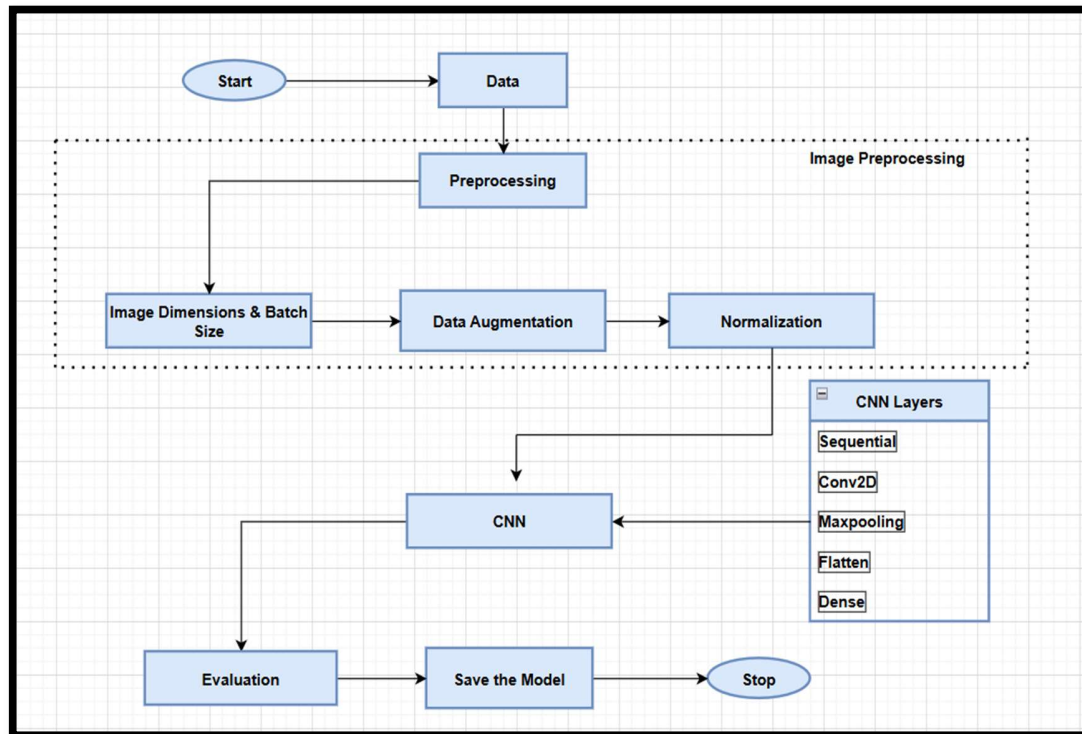 Start
Data
Image Preprocessing
Preprocessing
Image Dimensions & Batch
Size
Data Augmentation
Normalization
CNN Layers
Sequential
Conv2D
Maxpooling
Flatten
Dense
CNN
Evaluation
Save the Model
Stop